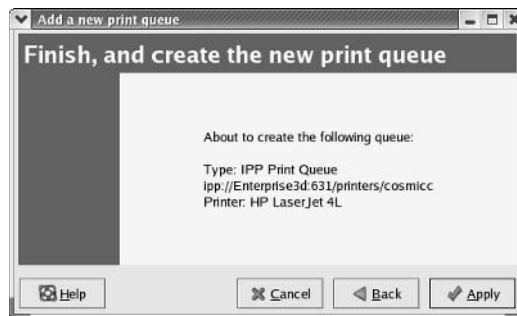 Add a new print queue
Finish, and create the new print queue
About to create the following queue:
Type: IPP Print Queue
ipp://Enterprise3d:631/printers/cosmicc
Printer: HP LaserJet 4L
Help
Cancel
Back
Apply